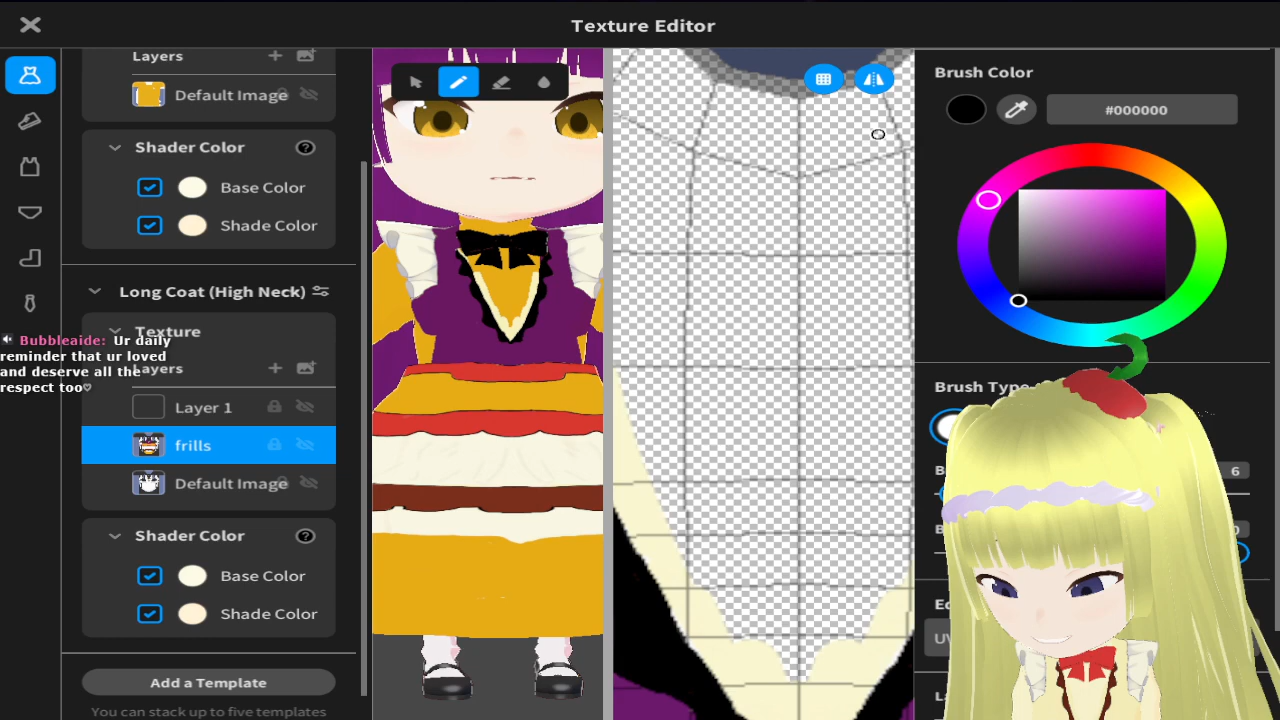 Texture Editor
Layers
Default Image
Shader Color
Base Color
Shade Color
Long Coat (High Neck)
Texture
Bubbleaide: Ur daily
reminder that ur loved
and deserve all the
respect too♡
Layers
Layer 1
frills
Default Image
Shader Color
Base Color
Shade Color
Add a Template
You can stack up to five templates
Brush Color
#000000
Brush Type
6